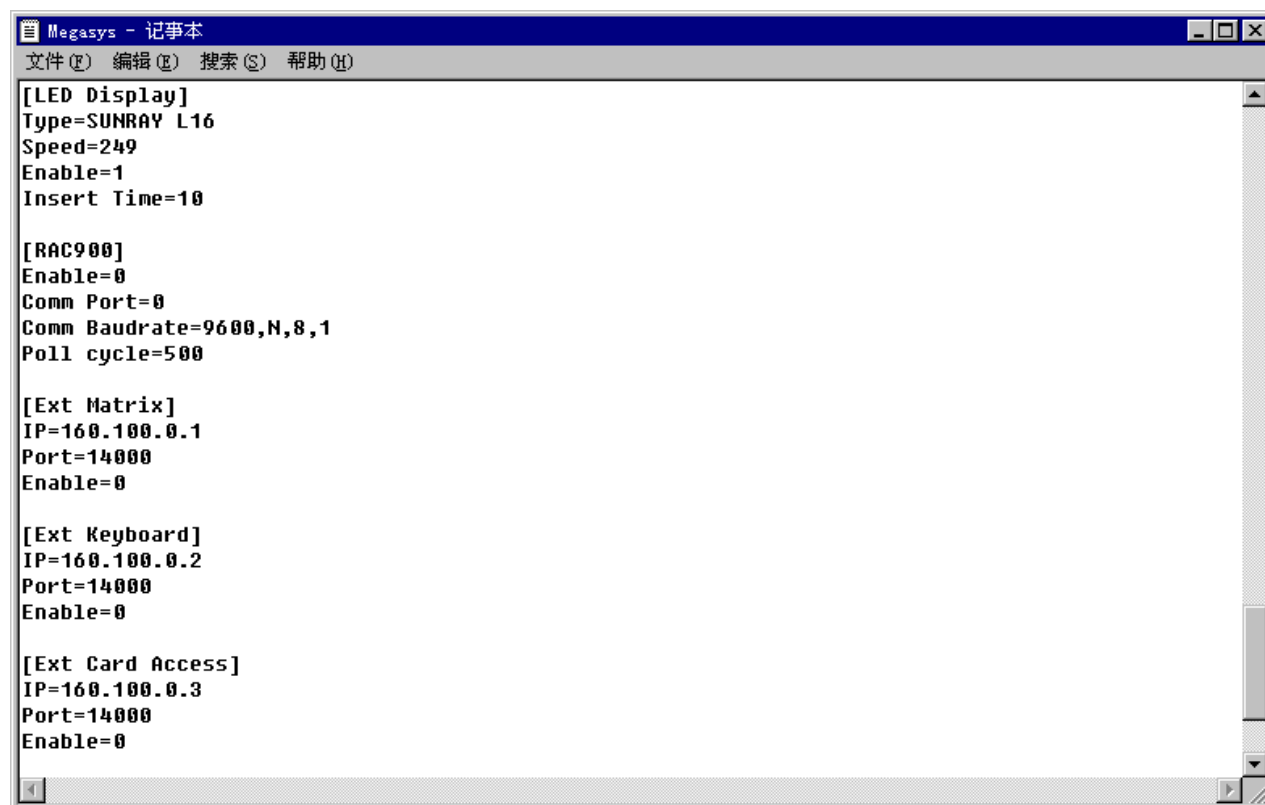 Megasys - 记事本
文件(F) 编辑(E) 搜索(S) 帮助(H)
[LED Display]
Type=SUNRAY L16
Speed=249
Enable=1
Insert Time=10
[RAC900]
Enable=0
Comm Port=0
Comm Baudrate=9600,N,8,1
Poll cycle=500
[Ext Matrix]
IP=160.100.0.1
Port=14000
Enable=0
[Ext Keyboard]
IP=160.100.0.2
Port=14000
Enable=0
[Ext Card Access]
IP=160.100.0.3
Port=14000
Enable=0